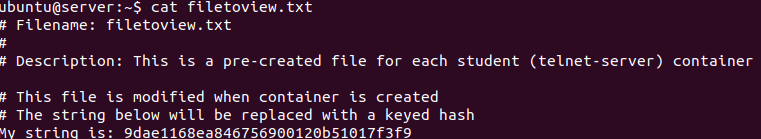 ubuntu@server:~$ cat filetoview.txt
# Filename: filetoview.txt
#
# Description: This is a pre-created file for each student (telnet-server) container
# This file is modified when container is created
# The string below will be replaced with a keyed hash
My string is: 9dae1168ea846756900120b51017f3f9